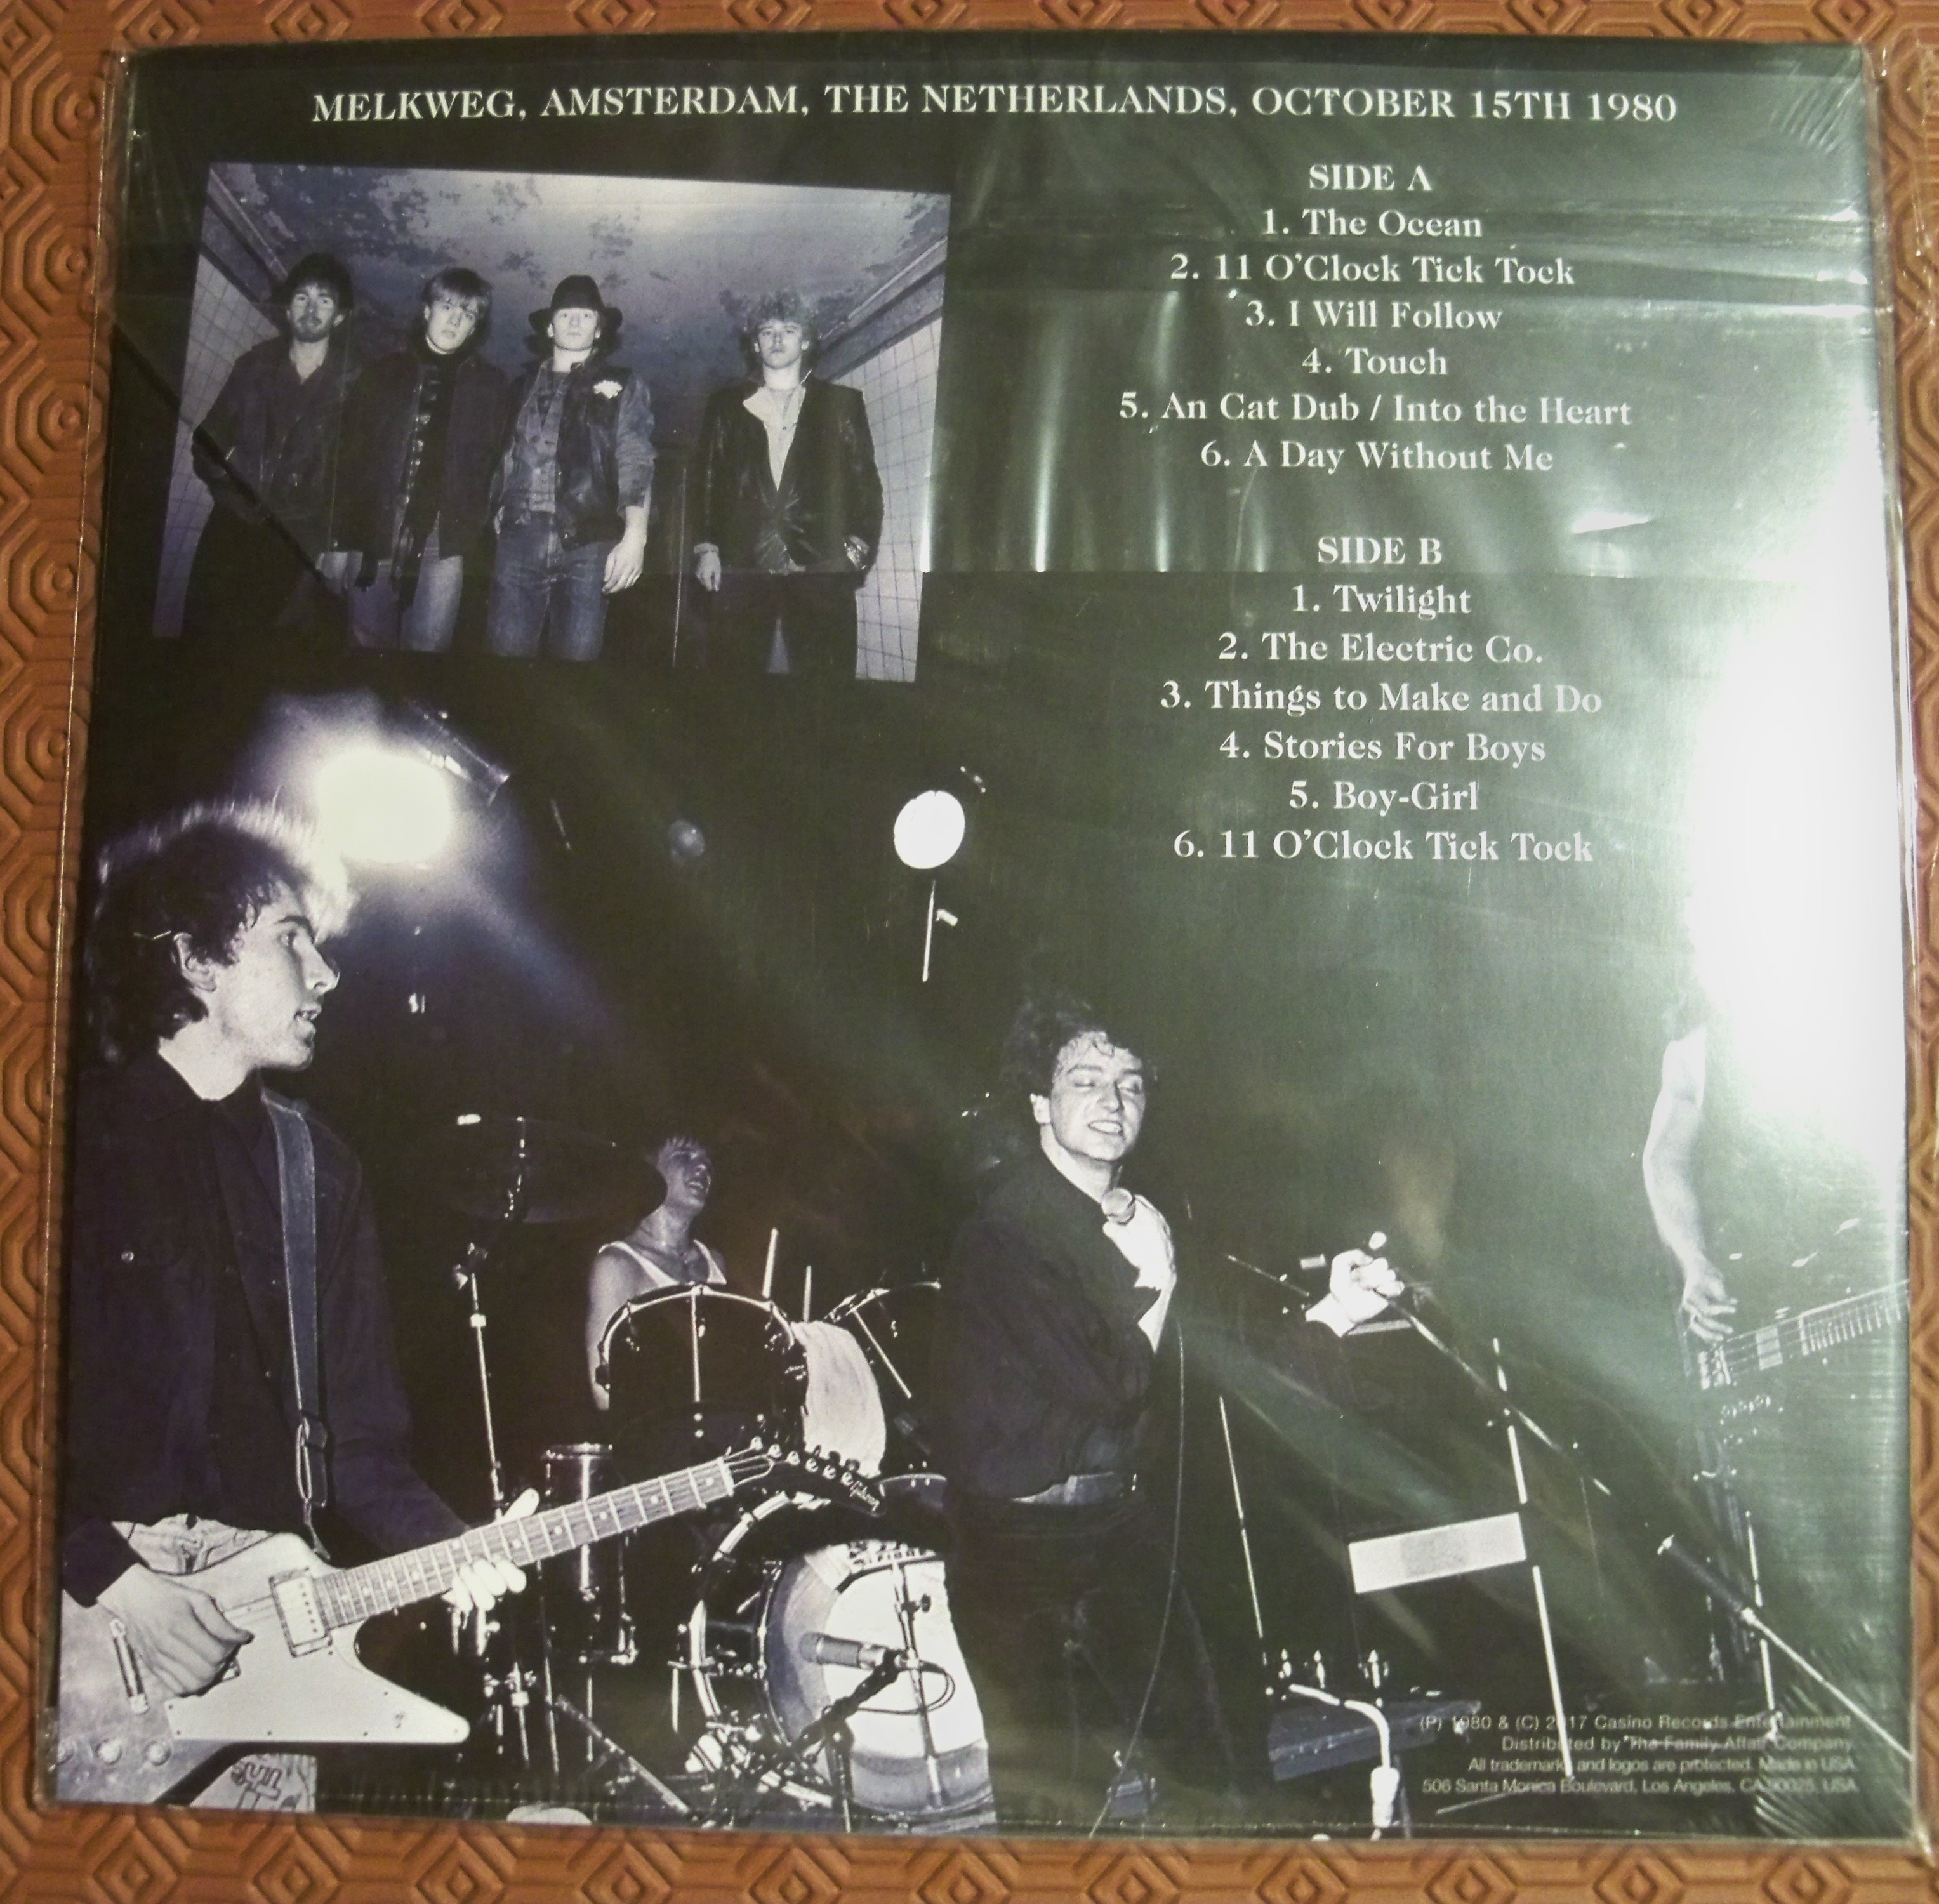 MELKWEG, AMSTERDAM, THE NETHERLANDS, OCTOBER 15TH 1980
SIDE A
1. The Ocean
2. 11 O'Clock Tick Tock
3. I Will Follow
4. Touch
5. An Cat Dub / Into the Heart
6. A Day Without Me
SIDE B
1. Twilight
2. The Electric Co.
3. Things to Make and Do
4. Stories For Boys
5. Boy-Girl
6. 11 O'Clock Tick Tock
Gibson
(P) 1980 & (C) 2017 Casino Records Entertainment
Distributed by The Family Affair Company.
All trademarks and logos are protected. Made in USA
506 Santa Monica Boulevard, Los Angeles, CA 90025, USA